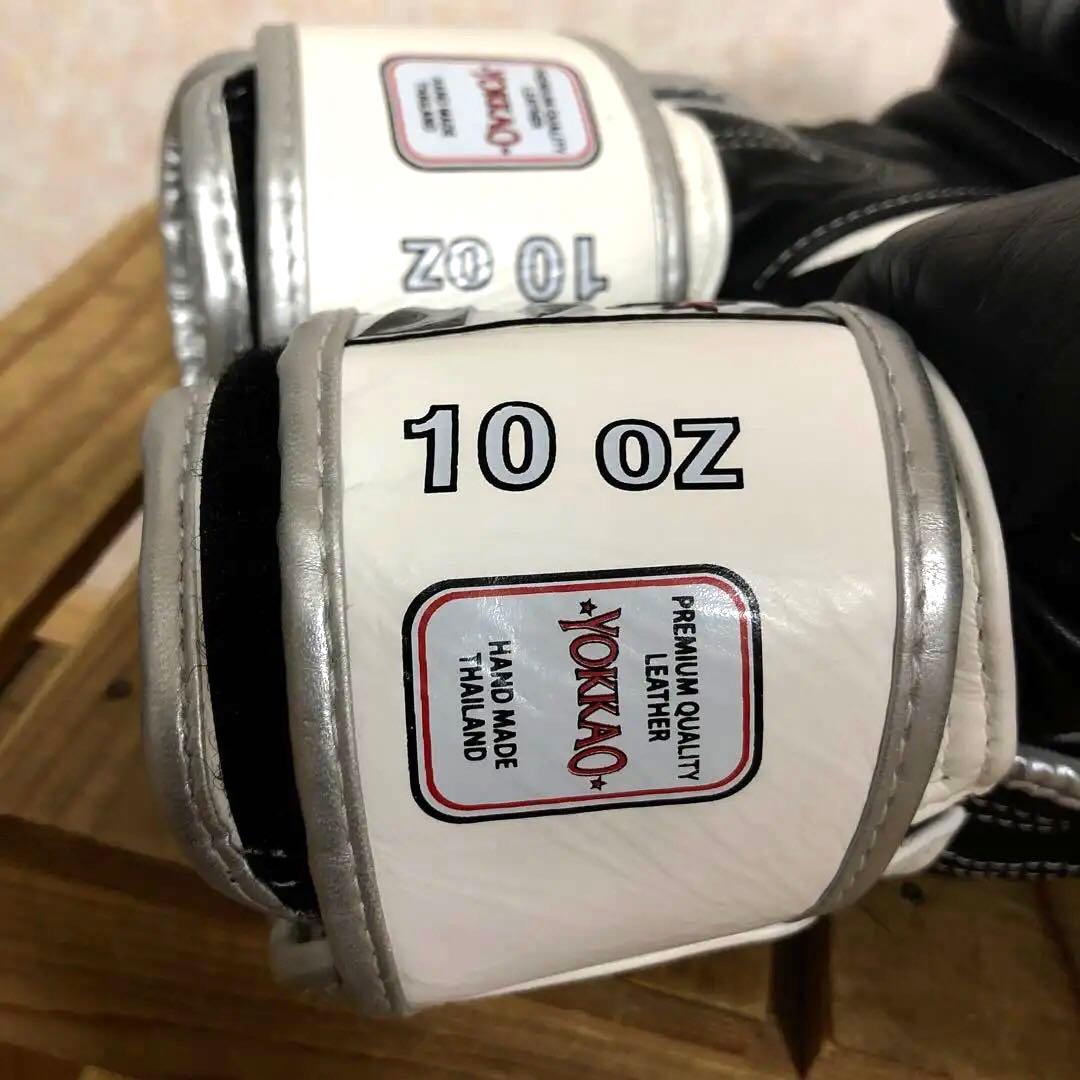 PREMIUM QUALITY
LEATHER
YOKKAO
HAND MADE
THAILAND
10 oz
10 oz
PREMIUM QUALITY
LEATHER
YOKKAO
HAND MADE
THAILAND